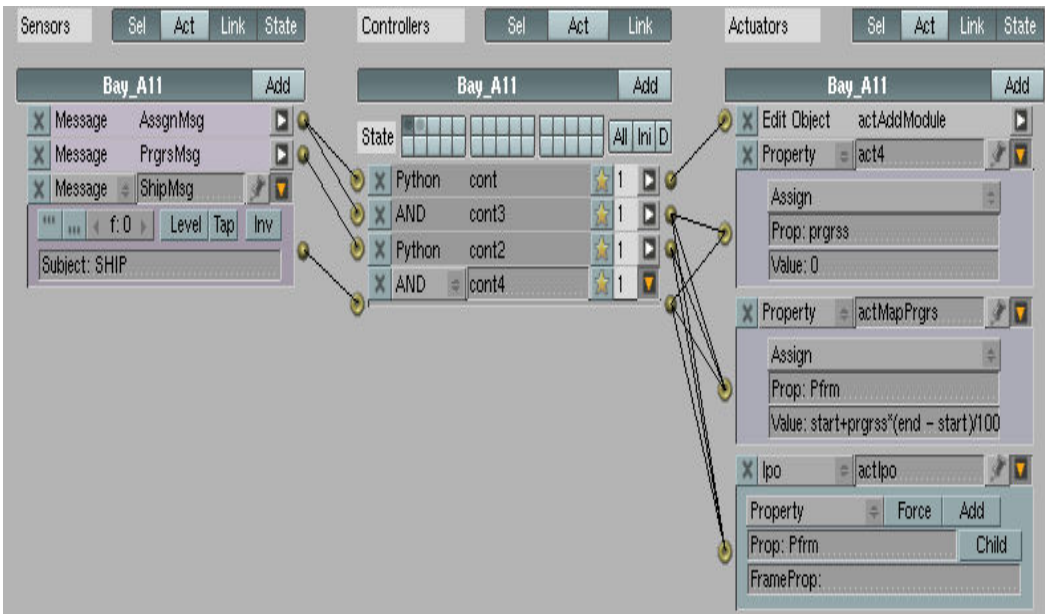 Sensors Sel Act Link State
Bay_A11 Add
Message AssgnMsg
Message PrgrsMsg
Message ShipMsg
f: 0 Level Tap Inv
Subject: SHIP
Controllers Sel Act Link
Bay_A11 Add
State All Ini D
Python cont 1
AND cont3 1
Python cont2 1
AND cont4 1
Actuators Sel Act Link State
Bay_A11 Add
Edit Object actAddModule
Property act4
Assign
Prop: prgrss
Value: 0
Property actMapPrgrs
Assign
Prop: Pfrm
Value: start+prgrss*(end - start)/100
Ipo actIpo
Property Force Add
Prop: Pfrm Child
FrameProp: